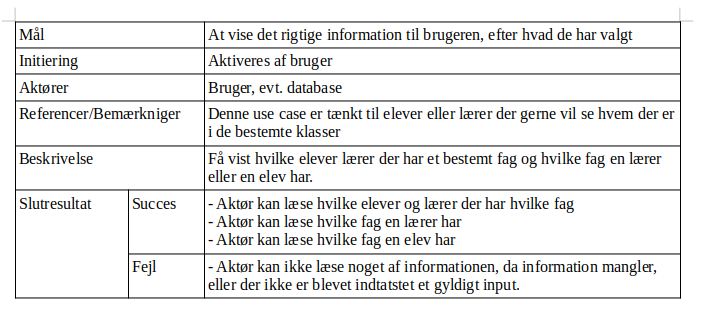 Mål At vise det rigtige information til brugeren, efter hvad de har valgt
Initiering Aktiveres af bruger
Aktører Bruger, evt. database
Referencer/Bemærkniger Denne use case er tænkt til elever eller lærer der gerne vil se hvem der er
i de bestemte klasser
Beskrivelse Få vist hvilke elever lærer der har et bestemt fag og hvilke fag en lærer
eller en elev har.
Slutresultat Succes - Aktør kan læse hvilke elever og lærer der har hvilke fag
- Aktør kan læse hvilke fag en lærer har
- Aktør kan læse hvilke fag en elev har
Fejl - Aktør kan ikke læse noget af informationen, da information mangler,
eller der ikke er blevet indtatstet et gyldigt input.